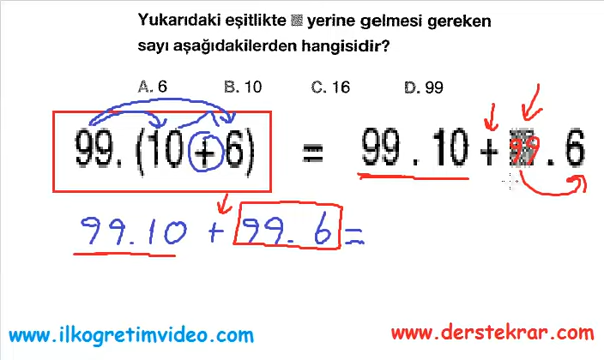 Yukarıdaki eşitlikte ▩ yerine gelmesi gereken
sayı aşağıdakilerden hangisidir?
A. 6 B. 10 C. 16 D. 99
99. (10 + 6) = 99 . 10 + 99 . 6
99.10 + 99. 6 =
www.ilkogretimvideo.com www.derstekrar.com